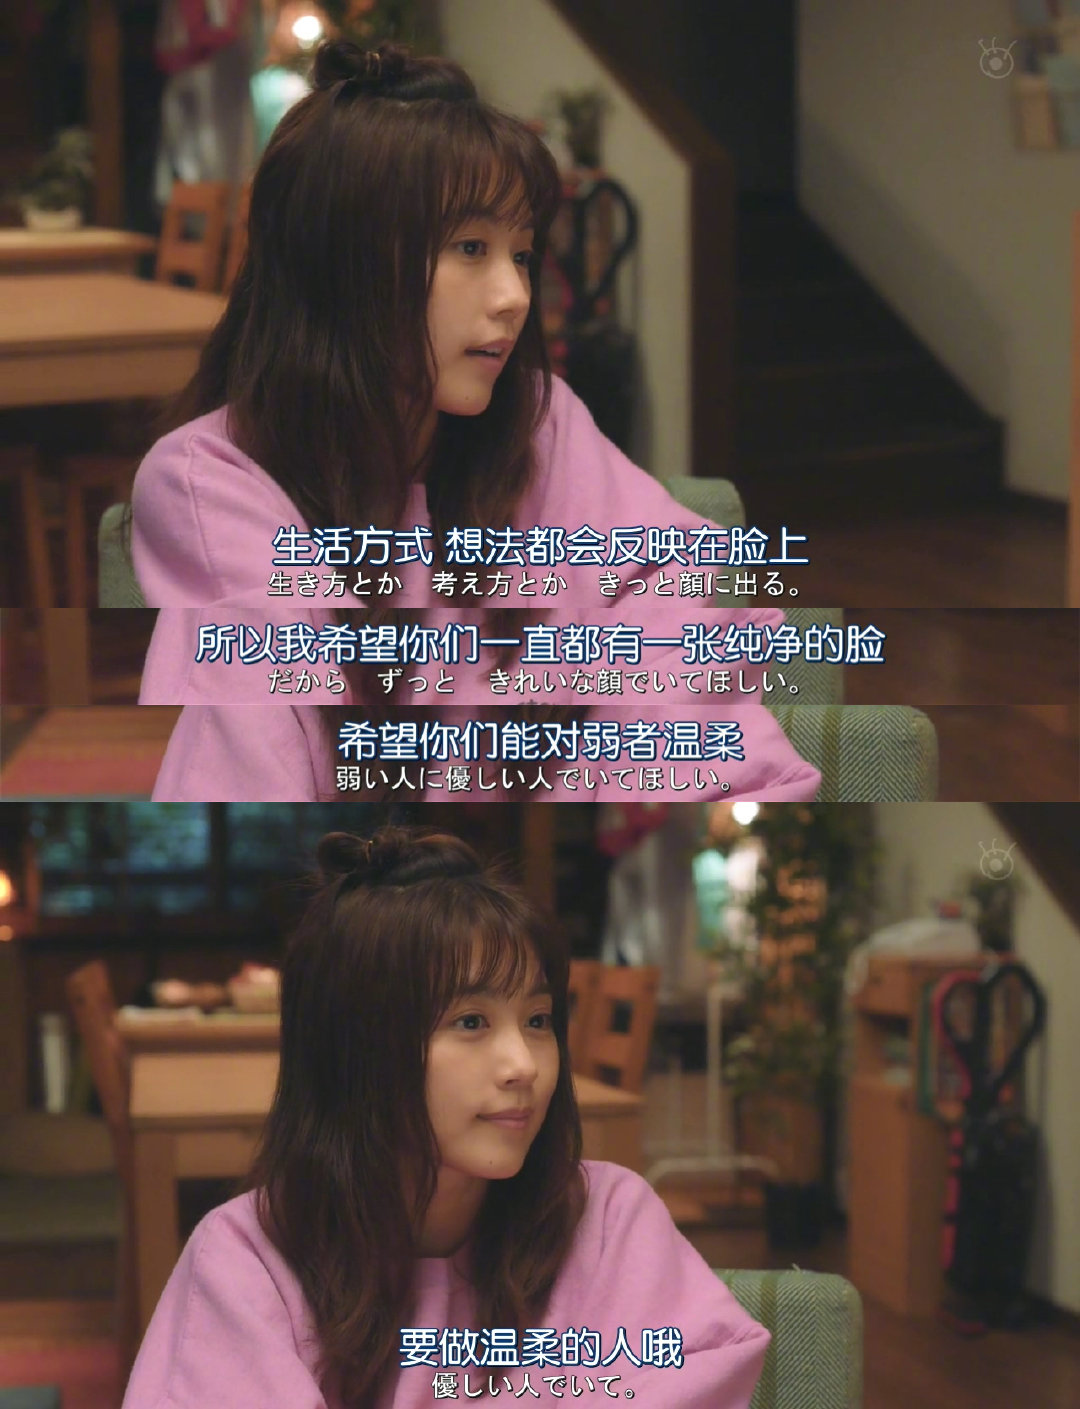 生活方式 想法都会反映在脸上
生き方とか　考え方とか　きっと顔に出る。
所以我希望你们一直都有一张纯净的脸
だから　ずっと　きれいな顔でいてほしい。
希望你们能对弱者温柔
弱い人に優しい人でいてほしい。
要做温柔的人哦
優しい人でいて。